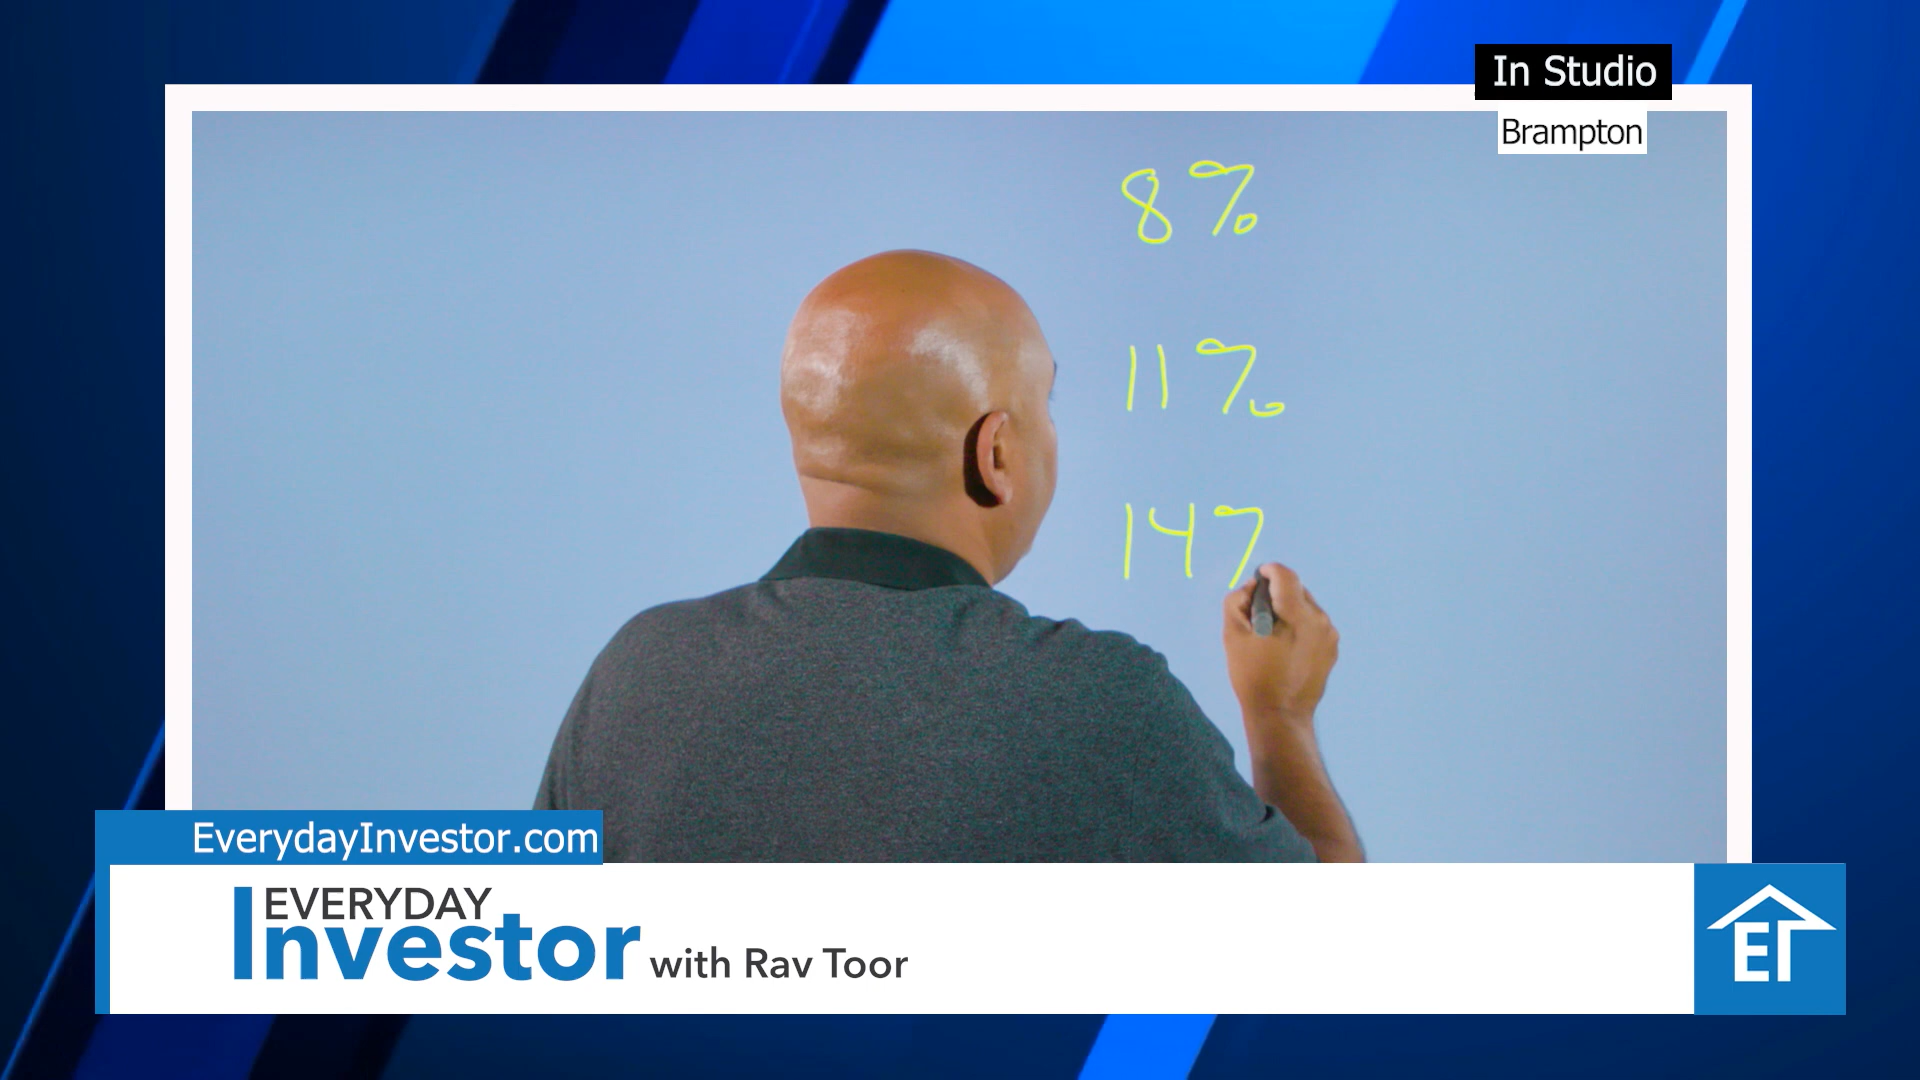 In Studio
Brampton
8%
11%
147
EverydayInvestor.com
EVERYDAY
Investor with Rav Toor
EI